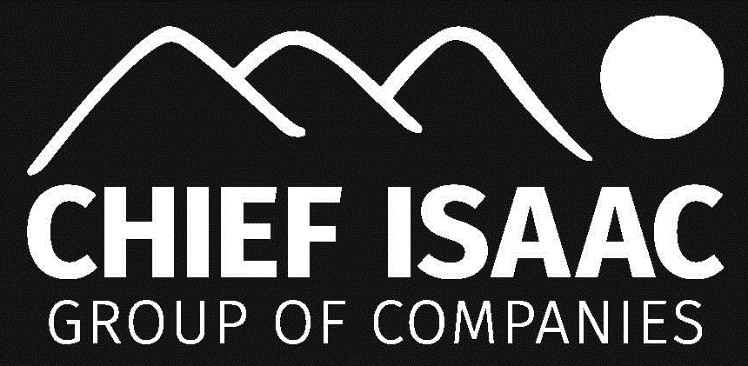 CHIEF ISAAC
GROUP OF COMPANIES